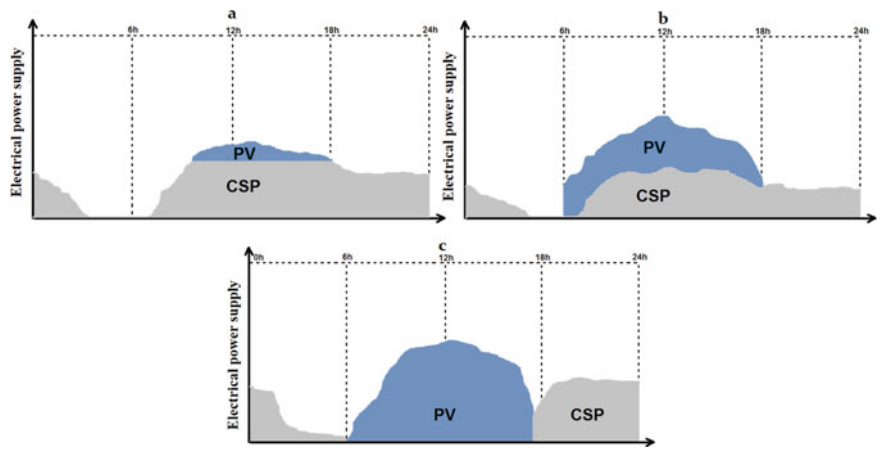 a
Electrical power supply
6h 12h 18h 24h
PV
CSP
b
Electrical power supply
6h 12h 18h 24h
PV
CSP
c
Electrical power supply
0h 6h 12h 18h 24h
PV CSP